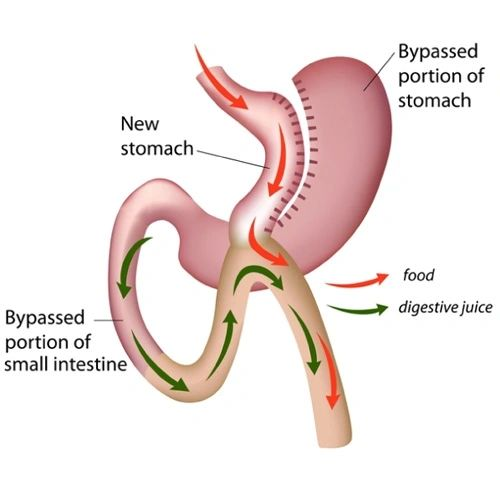 Bypassed
portion of
stomach
New
stomach
food
digestive juice
Bypassed
portion of
small intestine